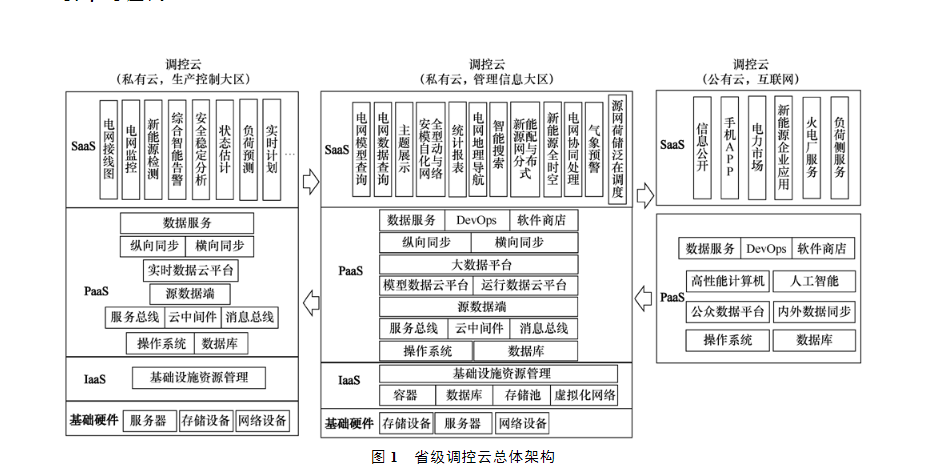 调控云
(私有云，生产控制大区)
SaaS
电网接线图
电网监控
新能源检测
综合智能告警
安全稳定分析
状态估计
负荷预测
实时计划
…
PaaS
数据服务
纵向同步 横向同步
实时数据云平台
源数据端
服务总线 云中间件 消息总线
操作系统 数据库
IaaS
基础设施资源管理
基础硬件 服务器 存储设备 网络设备
调控云
(私有云，管理信息大区)
SaaS
电网模型查询
电网数据查询
主题展示
全型动与络
安模自化网
统计报表
电网地理导航
智能搜索
能配与布式
新源网分
新能源全时空
电网协同处理
气象预警
源网荷储泛在调度
PaaS
数据服务 DevOps 软件商店
纵向同步 横向同步
大数据平台
模型数据云平台 运行数据云平台
源数据端
服务总线 云中间件 消息总线
操作系统 数据库
IaaS
基础设施资源管理
容器 数据库 存储池 虚拟化网络
基础硬件 存储设备 服务器 网络设备
调控云
(公有云，互联网)
SaaS
信息公开
手机APP
电力市场
新能源企业应用
火电厂服务
负荷侧服务
PaaS
数据服务 DevOps 软件商店
高性能计算机 人工智能
公众数据平台 内外数据同步
操作系统 数据库
图 1 省级调控云总体架构